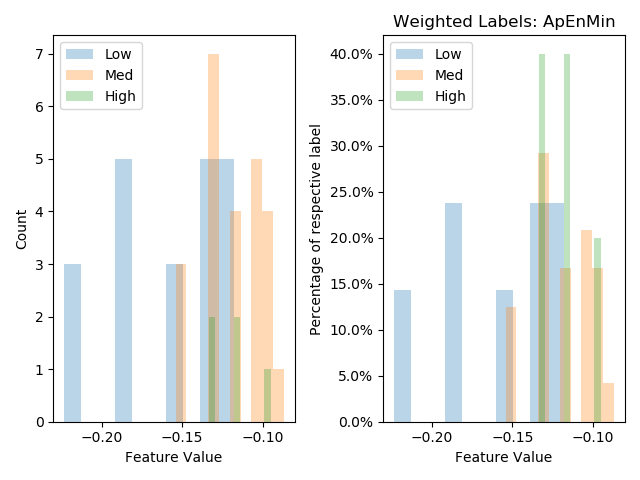 Low
Med
High
7
6
5
4
3
2
1
0
Count
−0.20
−0.15
−0.10
Feature Value
Weighted Labels: ApEnMin
Low
Med
High
40.0%
35.0%
30.0%
25.0%
20.0%
15.0%
10.0%
5.0%
0.0%
Percentage of respective label
−0.20
−0.15
−0.10
Feature Value